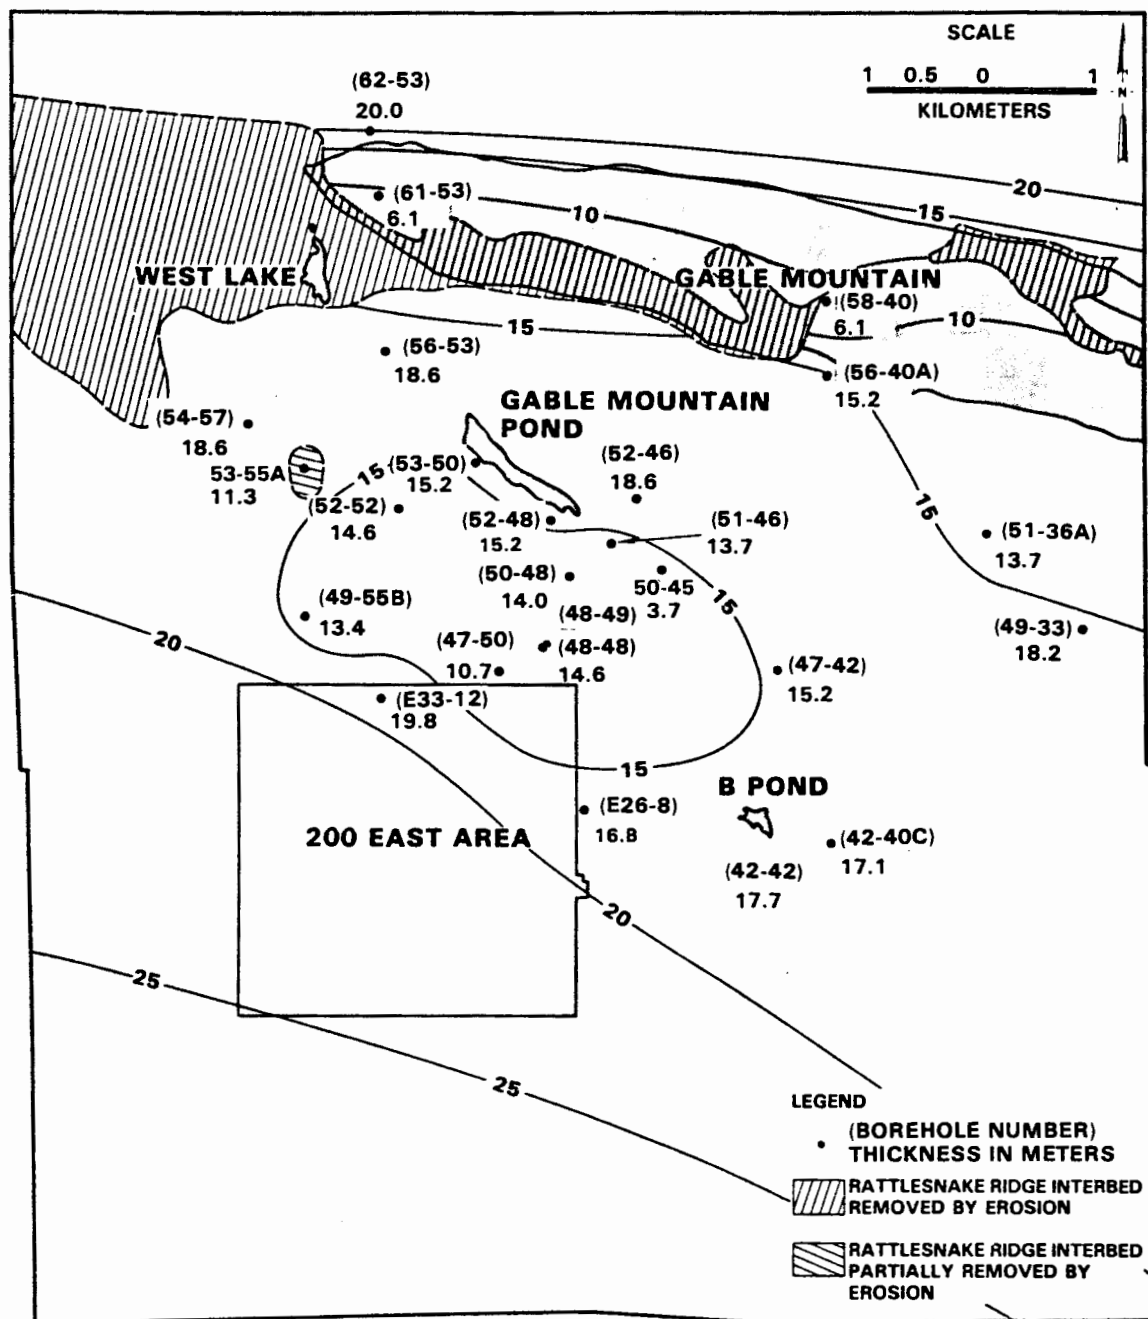 SCALE
1 0.5 0 1
KILOMETERS
N
(62-53)
20.0
20
(61-53)
6.1
10
15
WEST LAKE
GABLE MOUNTAIN
(58-40)
6.1
10
15
(56-53)
18.6
(56-40A)
15.2
GABLE MOUNTAIN
POND
(54-57)
18.6
53-55A
11.3
15
(53-50)
15.2
(52-46)
18.6
(52-52)
14.6
(52-48)
15.2
(51-46)
13.7
15
(51-36A)
13.7
(50-48)
14.0
50-45
3.7
15
(49-55B)
13.4
(48-49)
(48-48)
14.6
(47-50)
10.7
(49-33)
18.2
20
(47-42)
15.2
(E33-12)
19.8
15
B POND
(E26-8)
16.8
200 EAST AREA
(42-40C)
17.1
(42-42)
17.7
20
25
25
LEGEND
(BOREHOLE NUMBER)
THICKNESS IN METERS
RATTLESNAKE RIDGE INTERBED
REMOVED BY EROSION
RATTLESNAKE RIDGE INTERBED
PARTIALLY REMOVED BY
EROSION